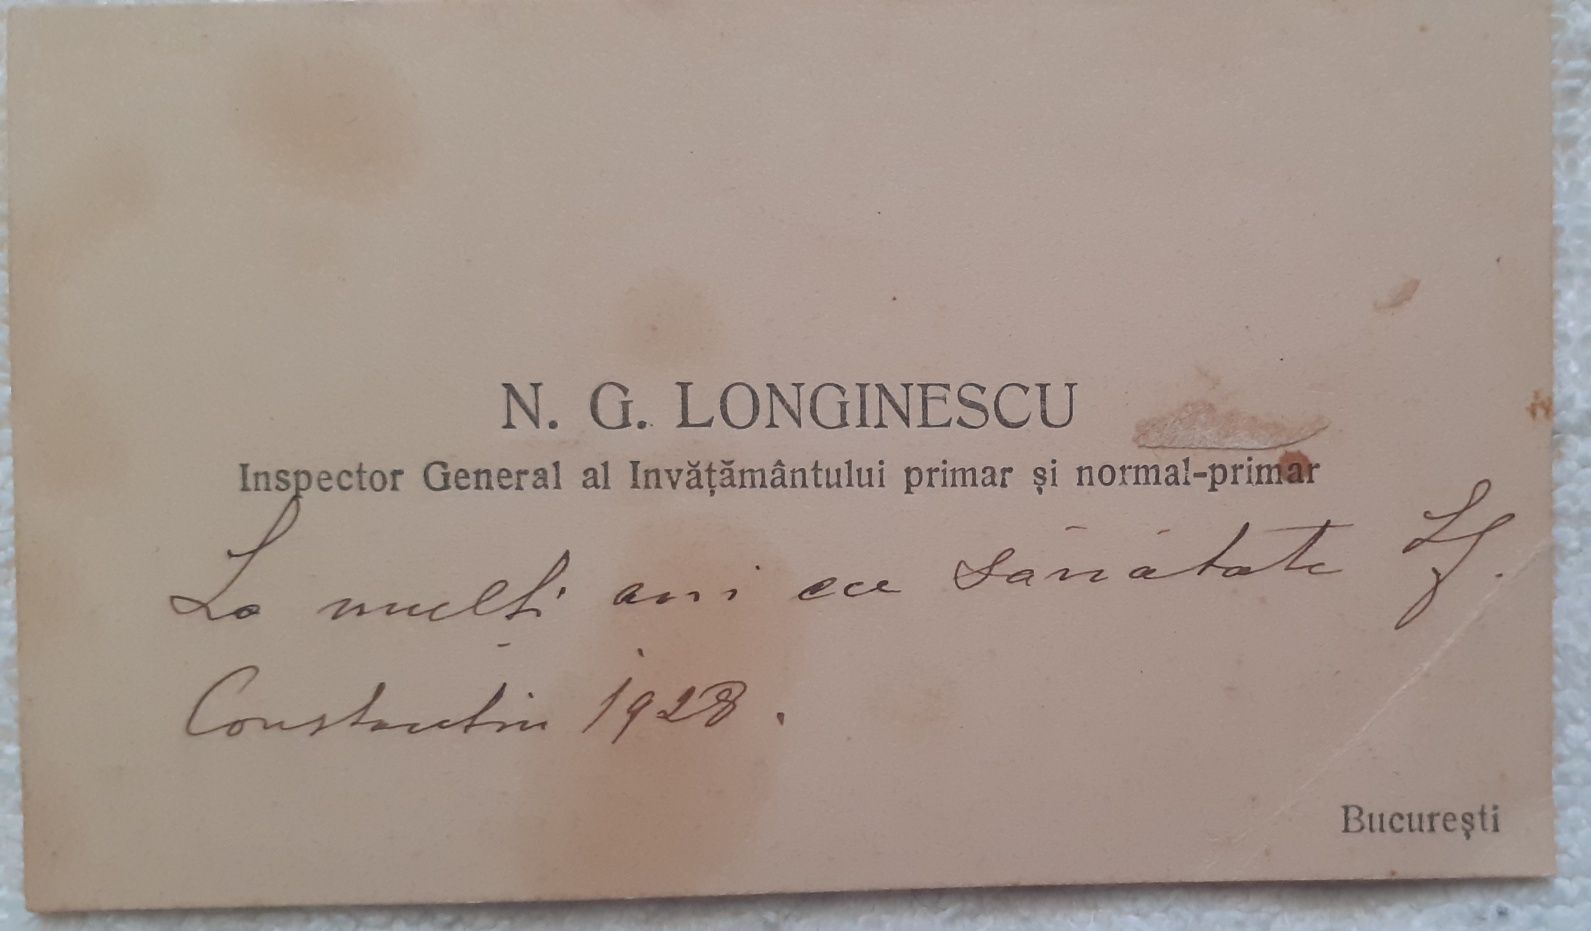 N. G. LONGINESCU
Inspector General al Invățământului primar și normal-primar
La mulți ani cu sănătate Sf.
Constantin 1928.
București